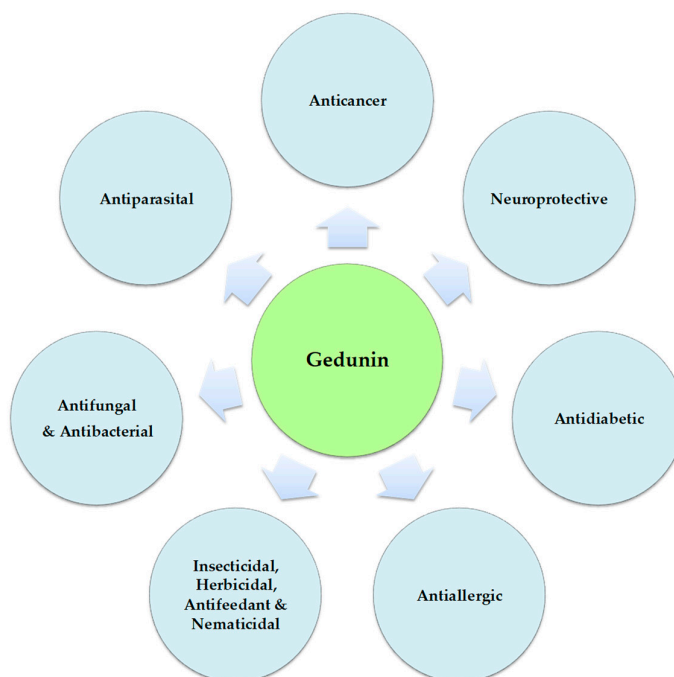 Anticancer
Neuroprotective
Antidiabetic
Antiallergic
Insecticidal,
Herbicidal,
Antifeedant &
Nematicidal
Antifungal
& Antibacterial
Antiparasital
Gedunin